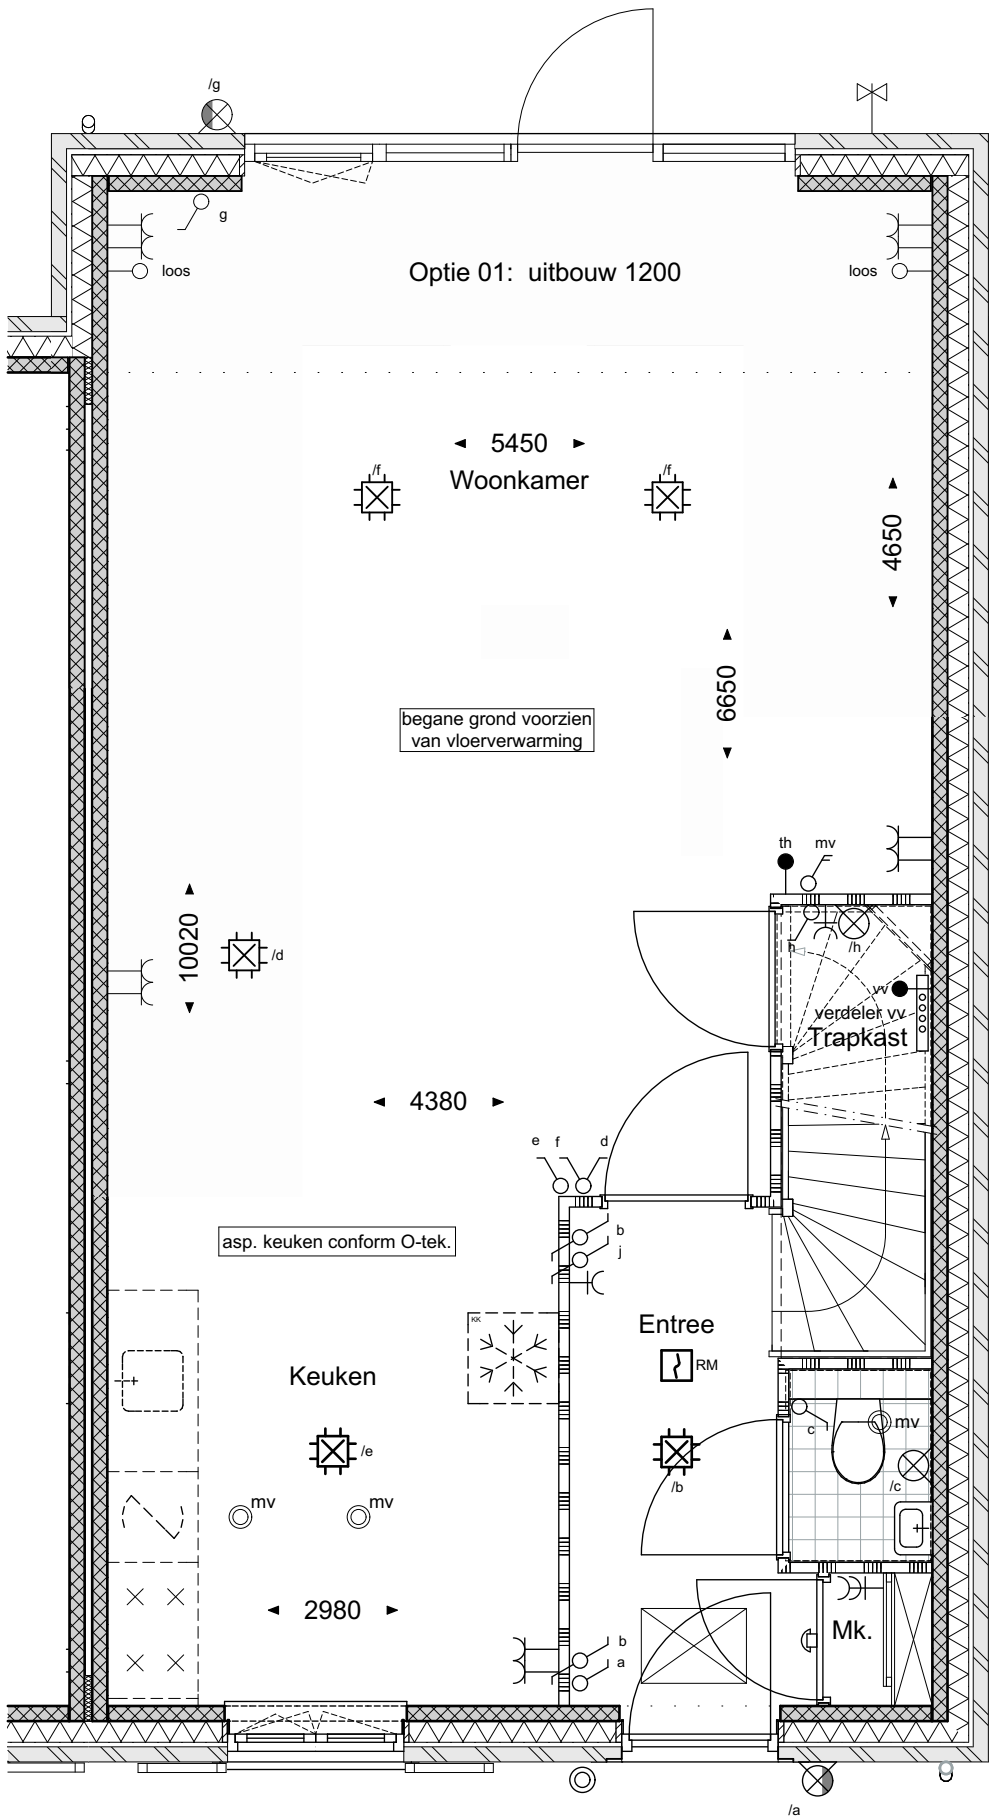 /g
g
loos
loos
Optie 01: uitbouw 1200
5450
Woonkamer
/f
/f
4650
6650
begane grond voorzien
van vloerverwarming
th
mv
10020
/d
h
/h
vv
verdeler vv
Trapkast
4380
e
f
d
b
j
asp. keuken conform O-tek.
KK
Entree
RM
Keuken
/e
/b
c
mv
/c
mv
mv
2980
b
a
Mk.
/a